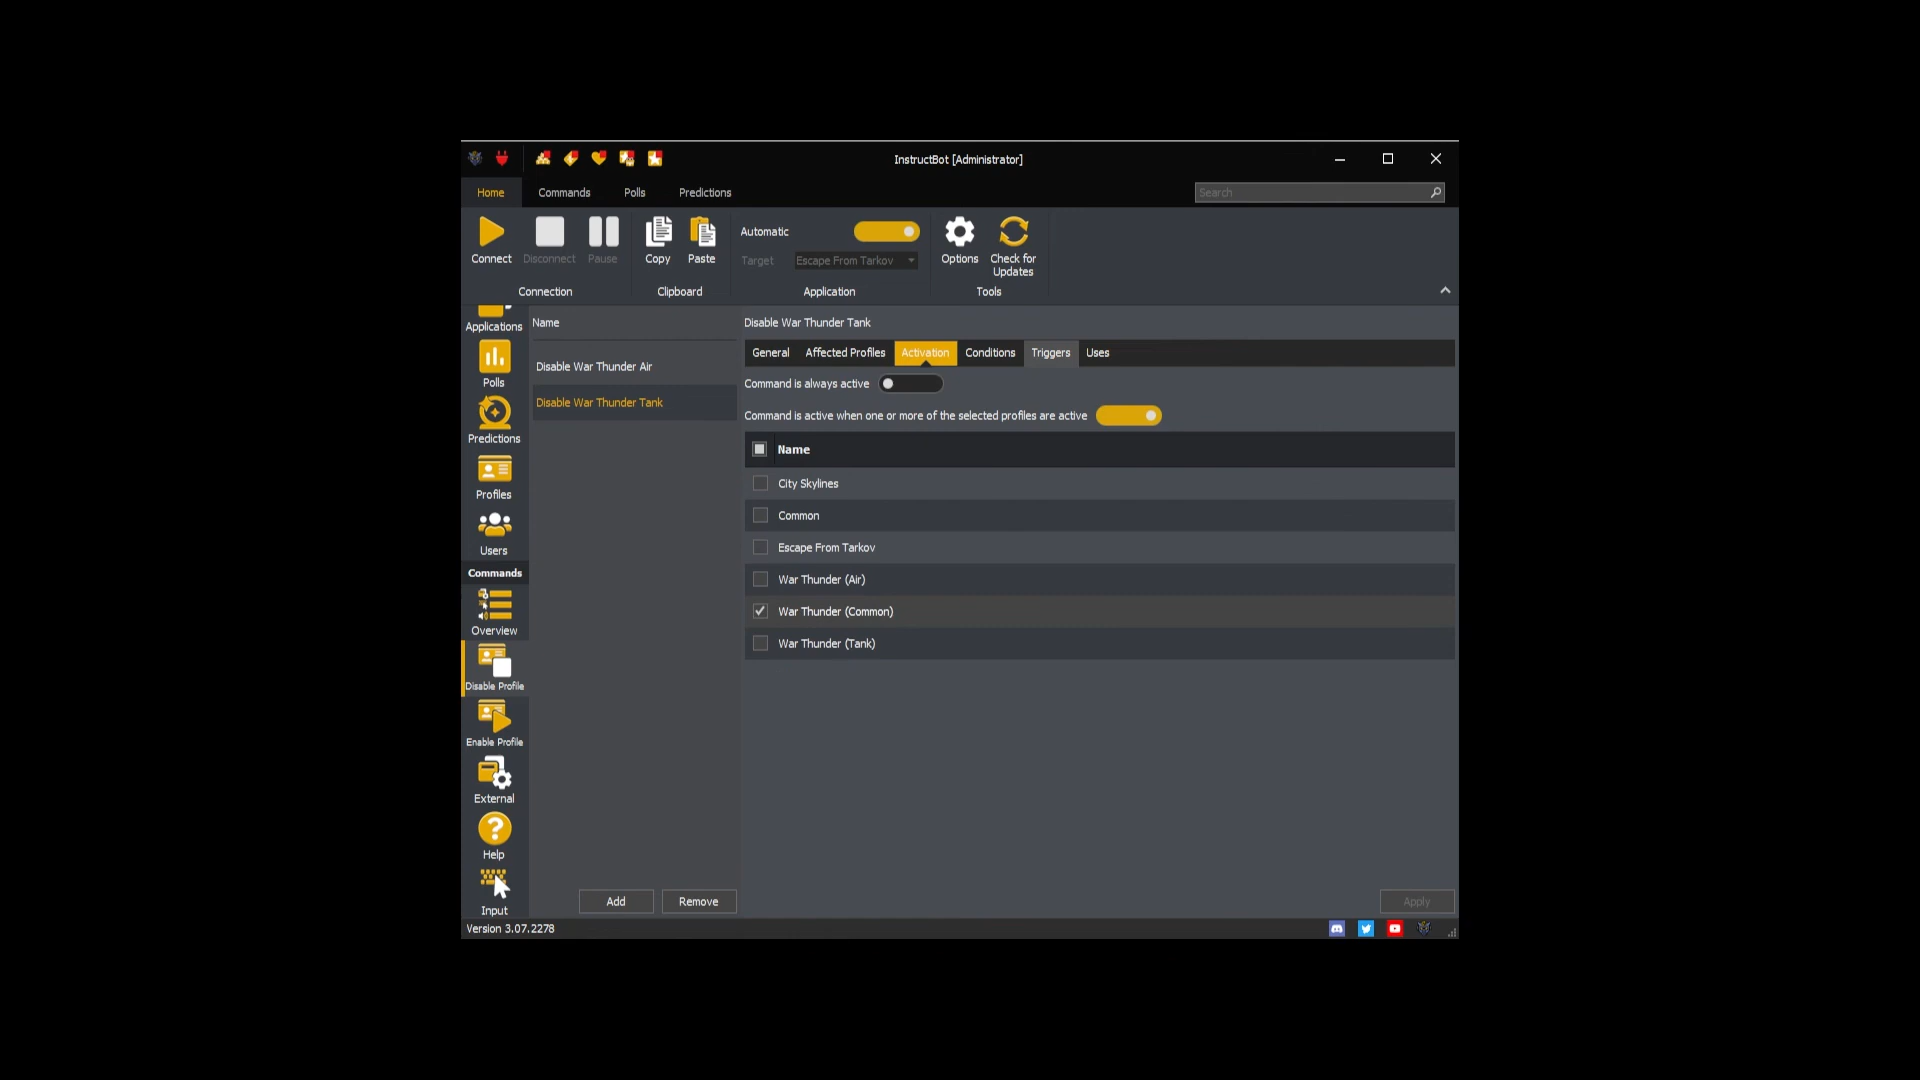 InstructBot [Administrator]
Home Commands Polls Predictions Search
Connect Disconnect Pause Copy Paste Automatic Target Escape From Tarkov Options Check for Updates
Connection Clipboard Application Tools
Applications
Polls
Predictions
Profiles
Users
Commands
Overview
Disable Profile
Enable Profile
External
Help
Input
Name
Disable War Thunder Air
Disable War Thunder Tank
Add Remove
Disable War Thunder Tank
General Affected Profiles Activation Conditions Triggers Uses
Command is always active
Command is active when one or more of the selected profiles are active
Name
City Skylines
Common
Escape From Tarkov
War Thunder (Air)
War Thunder (Common)
War Thunder (Tank)
Apply
Version 3.07.2278